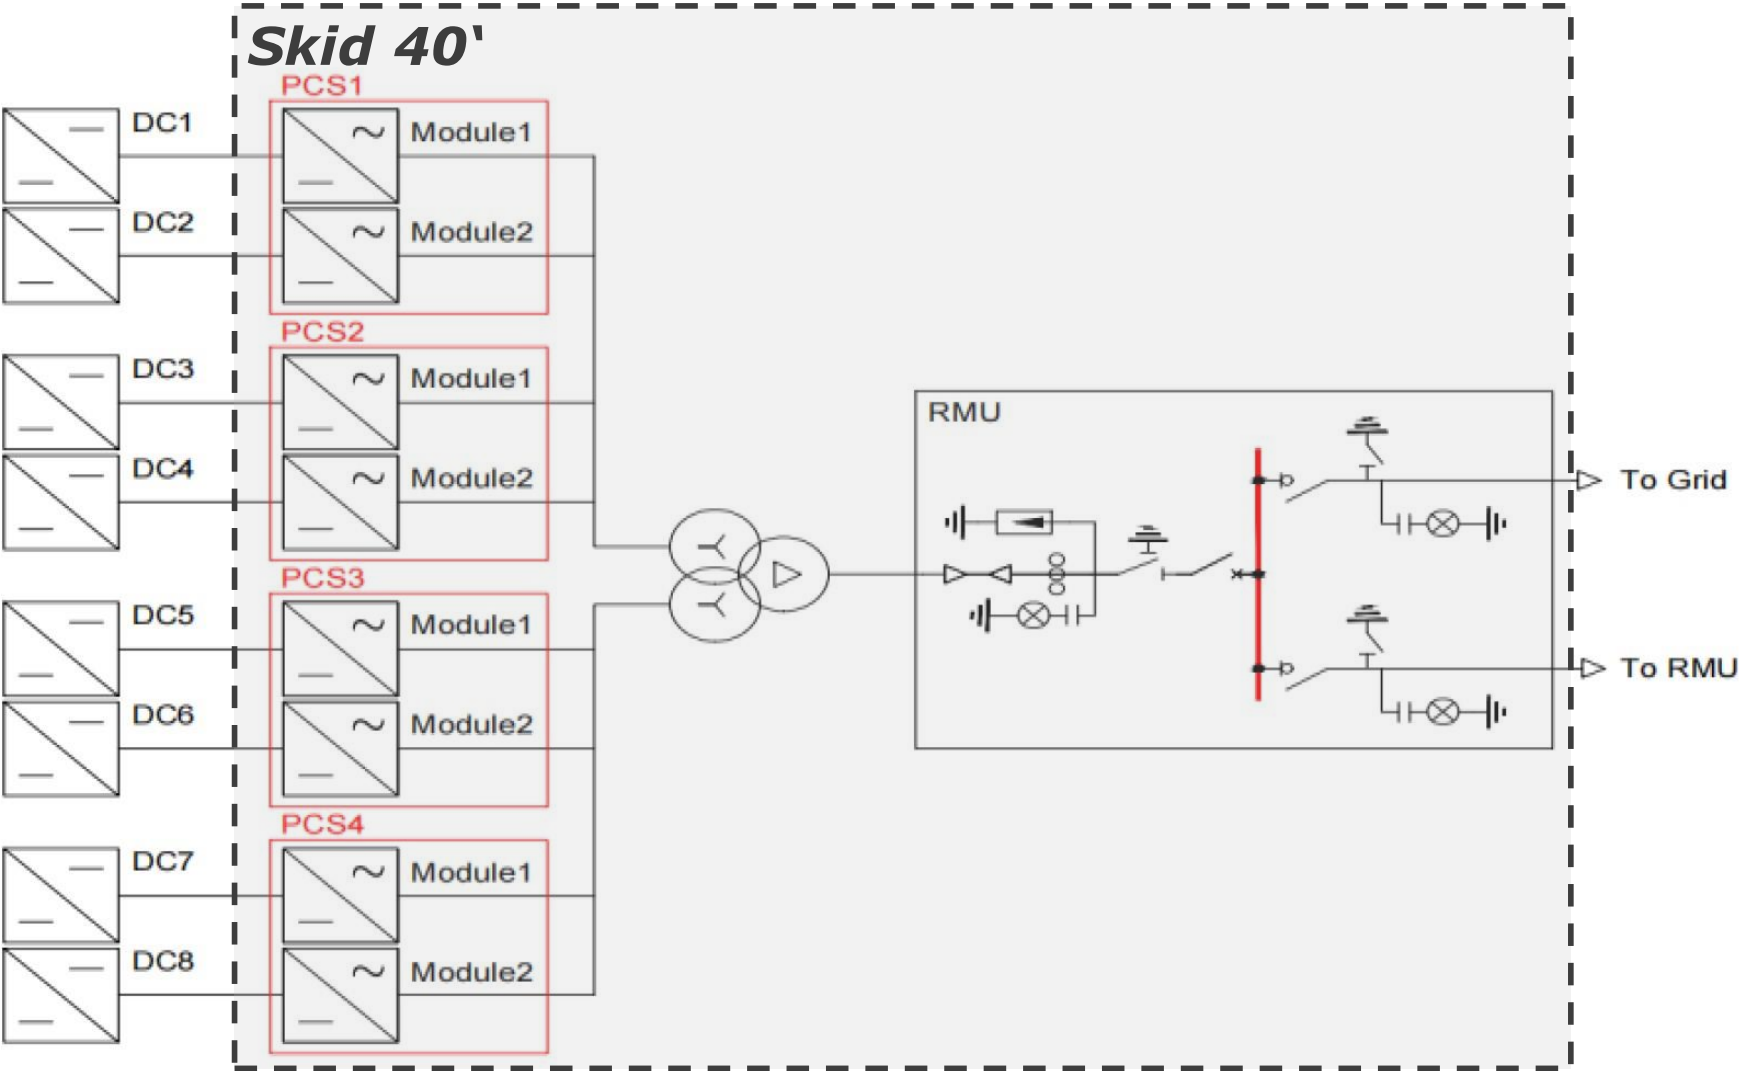 Skid 40‘
PCS1
DC1
Module1
DC2
Module2
PCS2
DC3
Module1
DC4
Module2
PCS3
DC5
Module1
DC6
Module2
PCS4
DC7
Module1
DC8
Module2
RMU
To Grid
To RMU